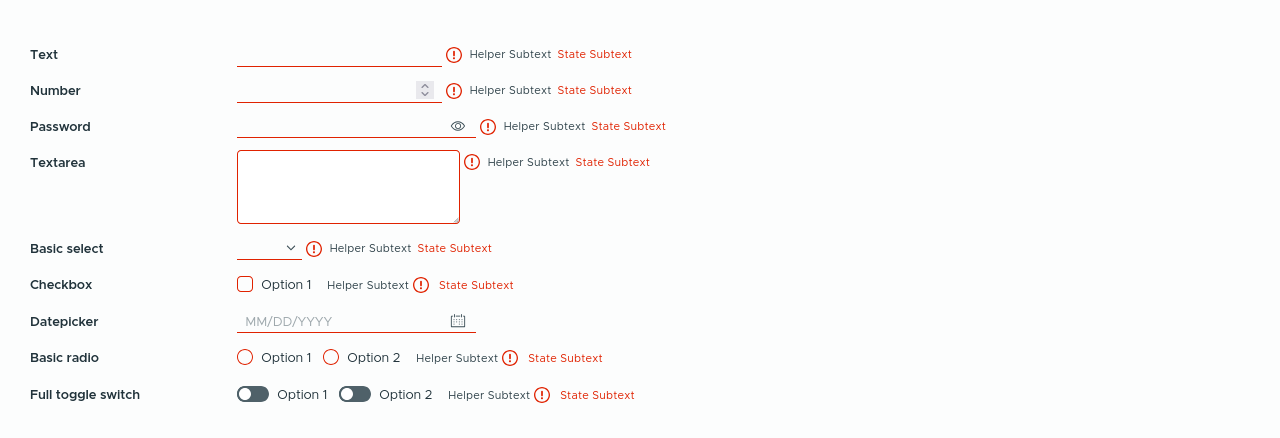 Text Helper Subtext State Subtext
Number Helper Subtext State Subtext
Password Helper Subtext State Subtext
Textarea Helper Subtext State Subtext
Basic select Helper Subtext State Subtext
Checkbox Option 1 Helper Subtext State Subtext
Datepicker MM/DD/YYYY
Basic radio Option 1 Option 2 Helper Subtext State Subtext
Full toggle switch Option 1 Option 2 Helper Subtext State Subtext